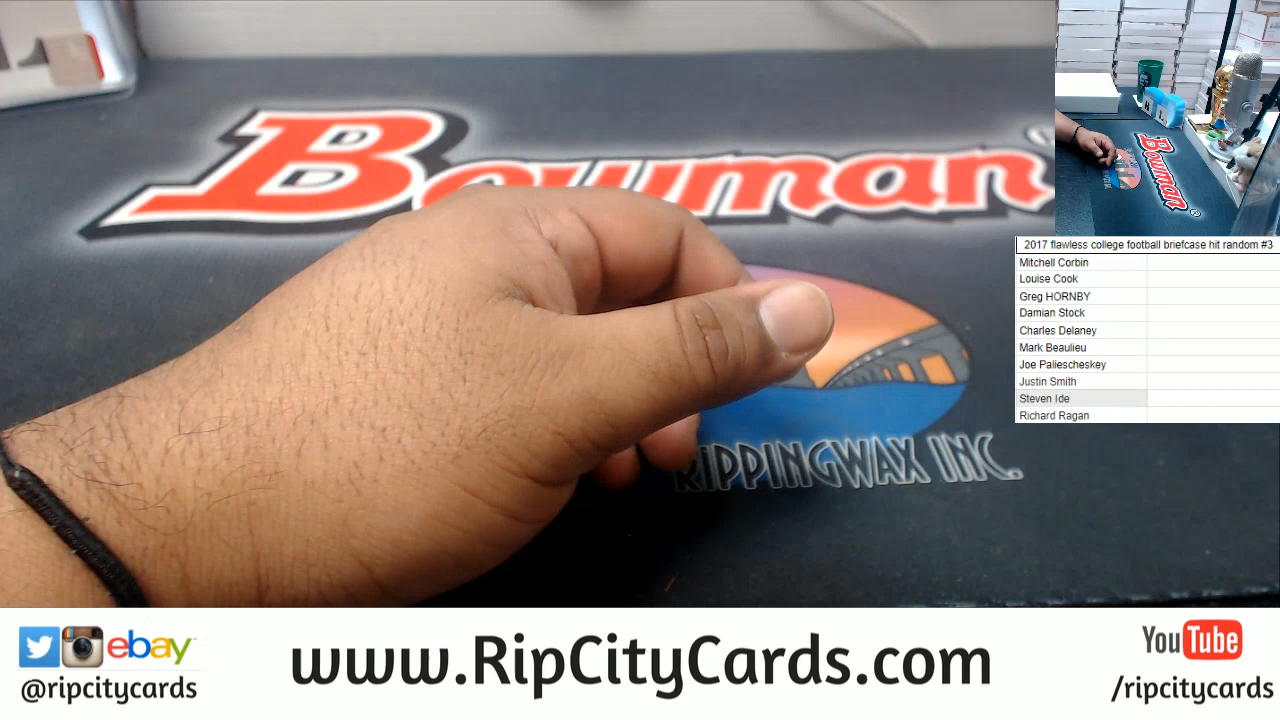 Bowman
RIPPINGWAX INC.
Bowman
2017 flawless college football briefcase hit random #3
Mitchell Corbin
Louise Cook
Greg HORNBY
Damian Stock
Charles Delaney
Mark Beaulieu
Joe Paliescheskey
Justin Smith
Steven Ide
Richard Ragan
ebay
@ripcitycards
www.RipCityCards.com
YouTube
/ripcitycards